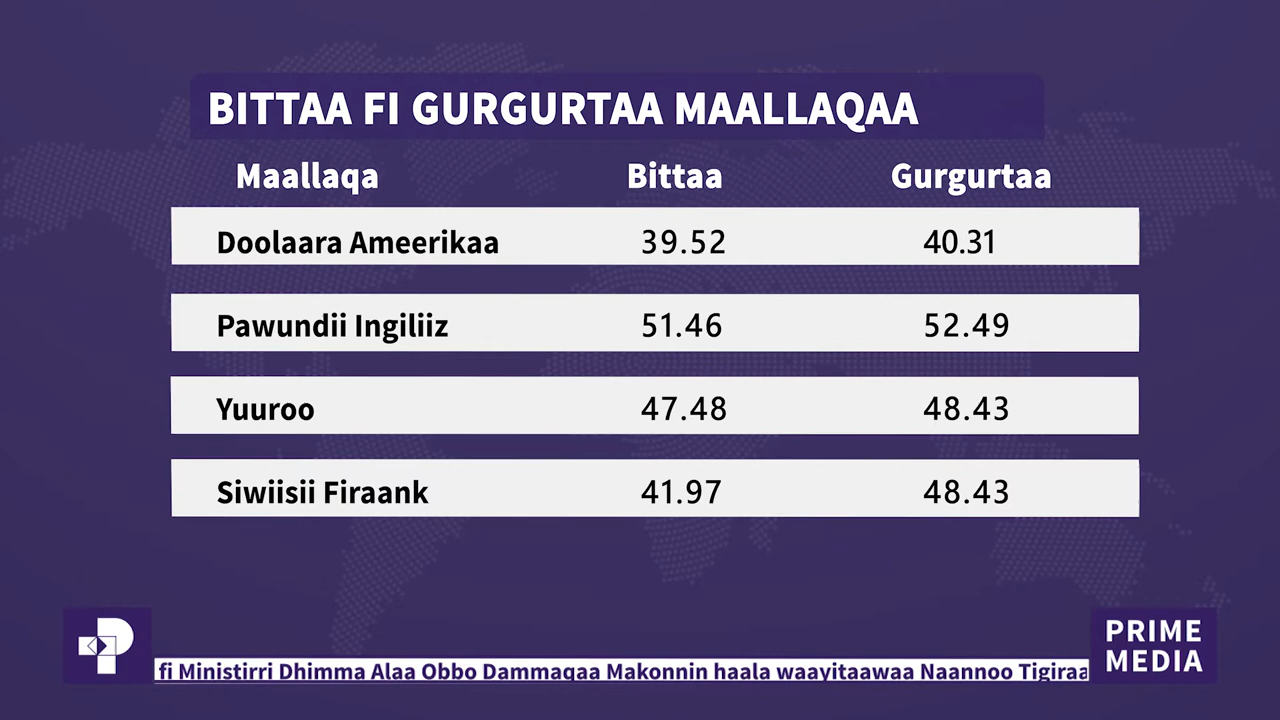 BITTAA FI GURGURTAA MAALLAQAA
Maallaqa Bittaa Gurgurtaa
Doolaara Ameerikaa 39.52 40.31
Pawundii Ingiliiz 51.46 52.49
Yuuroo 47.48 48.43
Siwiisii Firaank 41.97 48.43
fi Ministirri Dhimma Alaa Obbo Dammaqaa Makonnin haala waayitaawaa Naannoo Tigiraa
PRIME
MEDIA